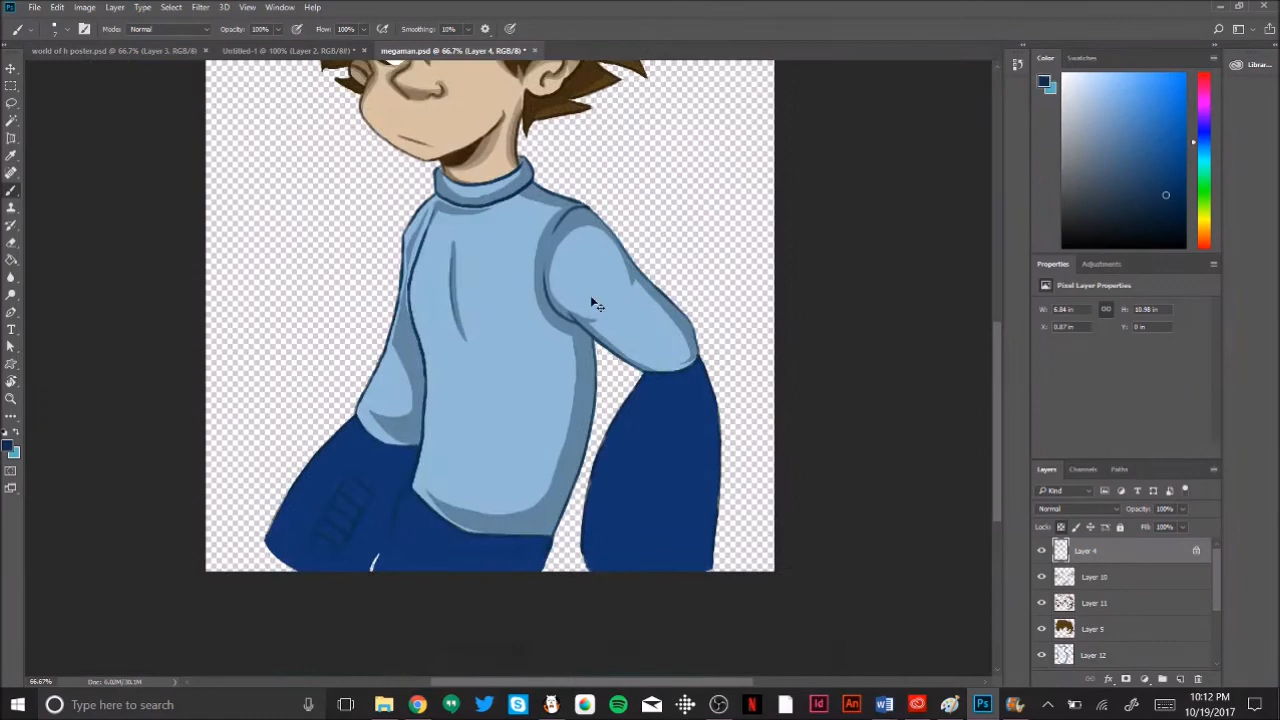 File Edit Image Layer Type Select Filter 3D View Window Help
Mode: Normal Opacity: 100% Flow: 100% Smoothing: 10%
7
world of h poster.psd @ 66.7% (Layer 3, RGB/8) × Untitled-1 @ 100% (Layer 2, RGB/8#) * × megaman.psd @ 66.7% (Layer 4, RGB/8) * ×
Color Swatches
Librar...
Properties Adjustments
Pixel Layer Properties
W: 6.84 in H: 10.98 in
X: 0.87 in Y: 0 in
Layers Channels Paths
Kind
Normal Opacity: 100%
Lock: Fill: 100%
Layer 4
Layer 10
Layer 11
Layer 5
Layer 12
66.67% Doc: 6.02M/30.1M
Type here to search
10:12 PM
10/19/2017